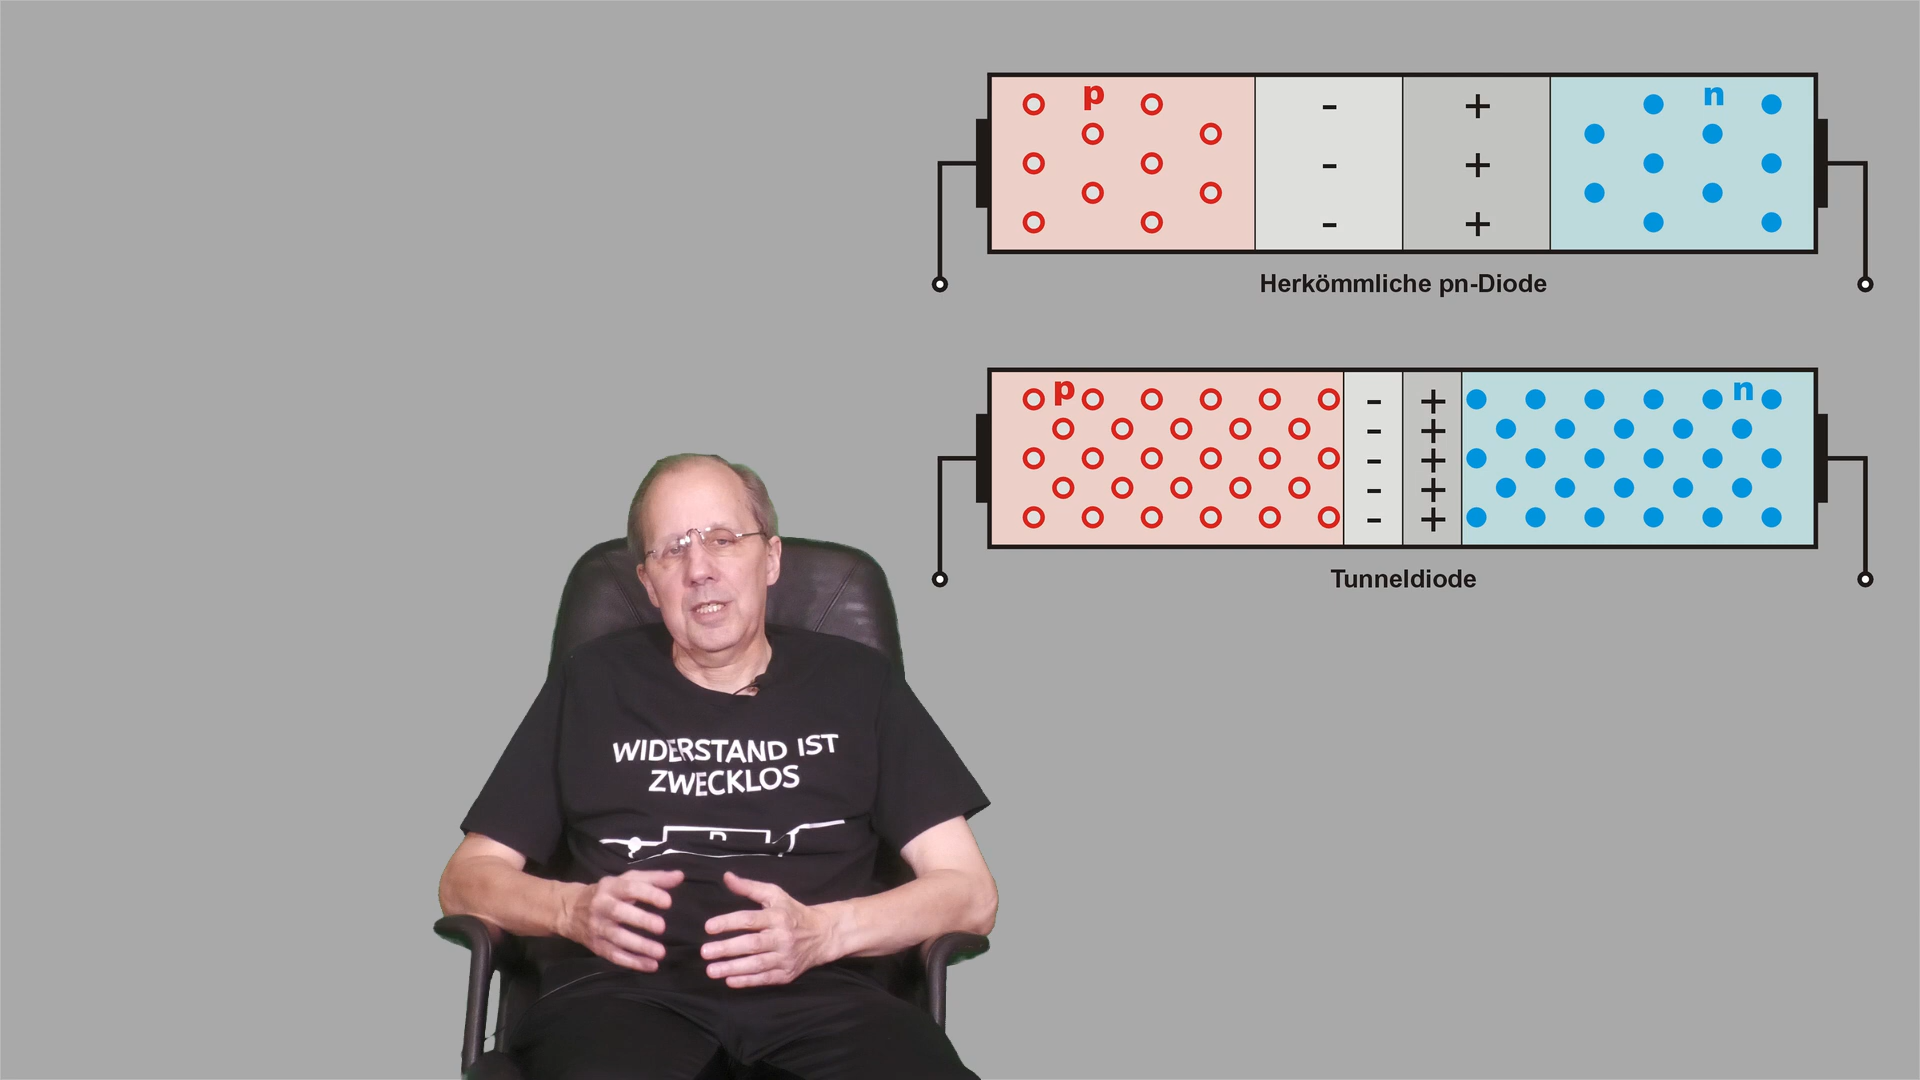 p
n
- +
- +
- +
Herkömmliche pn-Diode
p
n
- +
- +
- +
- +
- +
Tunneldiode
WIDERSTAND IST
ZWECKLOS
R